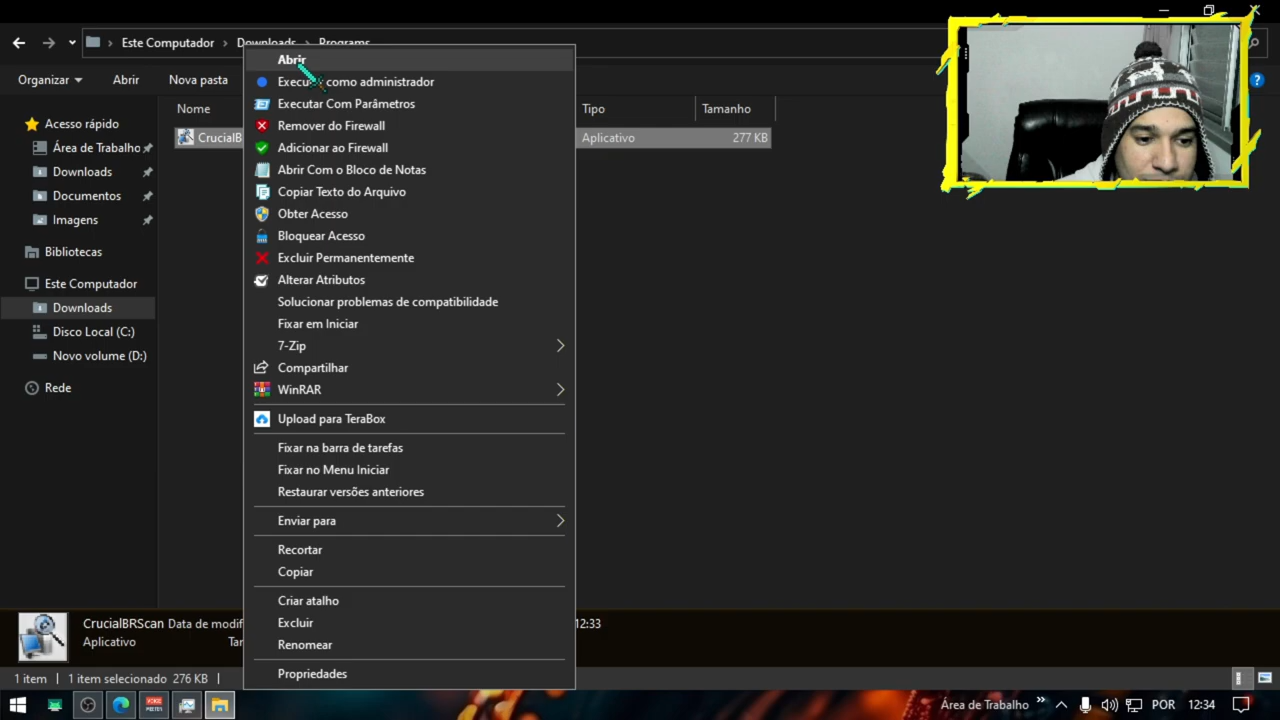 Este Computador
Downloads
Programs
Organizar
Abrir
Nova pasta
Nome
Tipo
Tamanho
CrucialB
Aplicativo
277 KB
Acesso rápido
Área de Trabalho
Downloads
Documentos
Imagens
Bibliotecas
Este Computador
Downloads
Disco Local (C:)
Novo volume (D:)
Rede
Abrir
Executar como administrador
Executar Com Parâmetros
Remover do Firewall
Adicionar ao Firewall
Abrir Com o Bloco de Notas
Copiar Texto do Arquivo
Obter Acesso
Bloquear Acesso
Excluir Permanentemente
Alterar Atributos
Solucionar problemas de compatibilidade
Fixar em Iniciar
7-Zip
Compartilhar
WinRAR
Upload para TeraBox
Fixar na barra de tarefas
Fixar no Menu Iniciar
Restaurar versões anteriores
Enviar para
Recortar
Copiar
Criar atalho
Excluir
Renomear
Propriedades
CrucialBRScan Data de modif
12:33
Aplicativo
Tar
1 item
1 item selecionado 276 KB
Área de Trabalho
POR
12:34